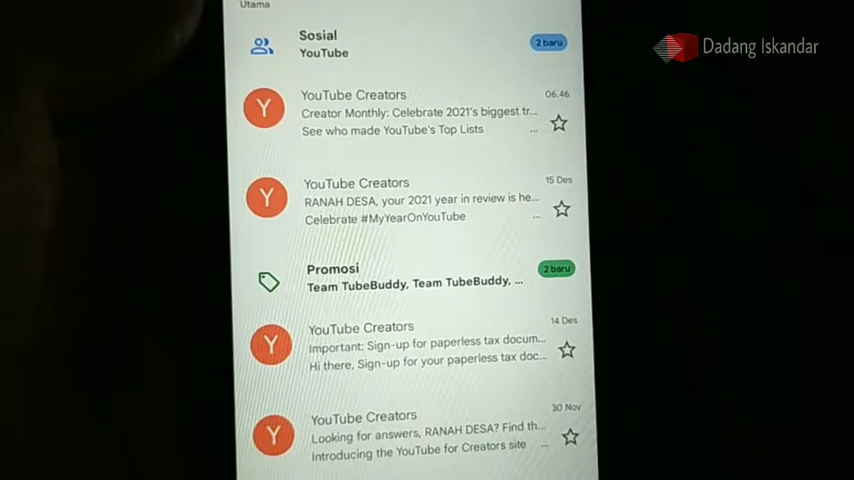 Utama
Sosial
YouTube
2 baru
Dadang Iskandar
Y
YouTube Creators
06.46
Creator Monthly: Celebrate 2021's biggest tr...
See who made YouTube's Top Lists
...
Y
YouTube Creators
15 Des
RANAH DESA, your 2021 year in review is he...
Celebrate #MyYearOnYouTube
...
Promosi
Team TubeBuddy, Team TubeBuddy, ...
2 baru
Y
YouTube Creators
14 Des
Important: Sign-up for paperless tax docum...
Hi there, Sign-up for your paperless tax doc...
Y
YouTube Creators
30 Nov
Looking for answers, RANAH DESA? Find th...
Introducing the YouTube for Creators site
...